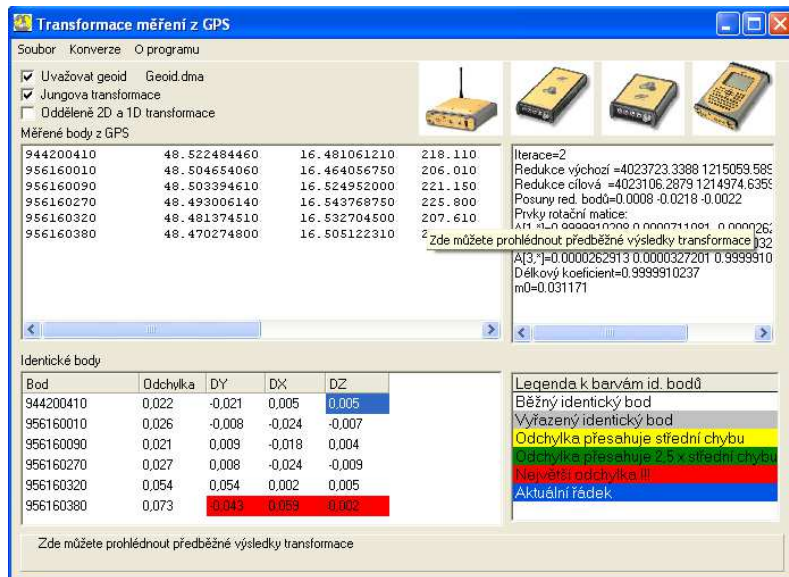 Transformace měření z GPS
Soubor Konverze O programu
Uvažovat geoid Geoid.dma
Jungova transformace
Odděleně 2D a 1D transformace
Měřené body z GPS
944200410 48.522484460 16.481061210 218.110
956160010 48.504654060 16.464056750 206.010
956160090 48.503394610 16.524952000 221.150
956160270 48.493006140 16.543768750 225.800
956160320 48.481374510 16.532704500 207.610
956160380 48.470274800 16.505122310 2
Iterace=2
Redukce výchozí =4023723.3388 1215059.589
Redukce cílová =4023106.2879 1214974.6359
Posuny red. bodů=0.0008 -0.0218 -0.0022
Prvky rotační matice:
Zde můžete prohlédnout předběžné výsledky transformace
A[3,*]=0.0000262913 0.0000327201 0.9999910
Délkový koeficient=0.9999910237
m0=0.031171
Identické body
Bod Odchylka DY DX DZ
944200410 0,022 -0,021 0,005 0,005
956160010 0,026 -0,008 -0,024 -0,007
956160090 0,021 0,009 -0,018 0,004
956160270 0,027 0,008 -0,024 -0,009
956160320 0,054 0,054 0,002 0,005
956160380 0,073 -0,043 0,059 0,002
Legenda k barvám id. bodů
Běžný identický bod
Vyřazený identický bod
Odchylka přesahuje střední chybu
Odchylka přesahuje 2,5 x střední chybu
Největší odchylka !!!
Aktuální řádek
Zde můžete prohlédnout předběžné výsledky transformace